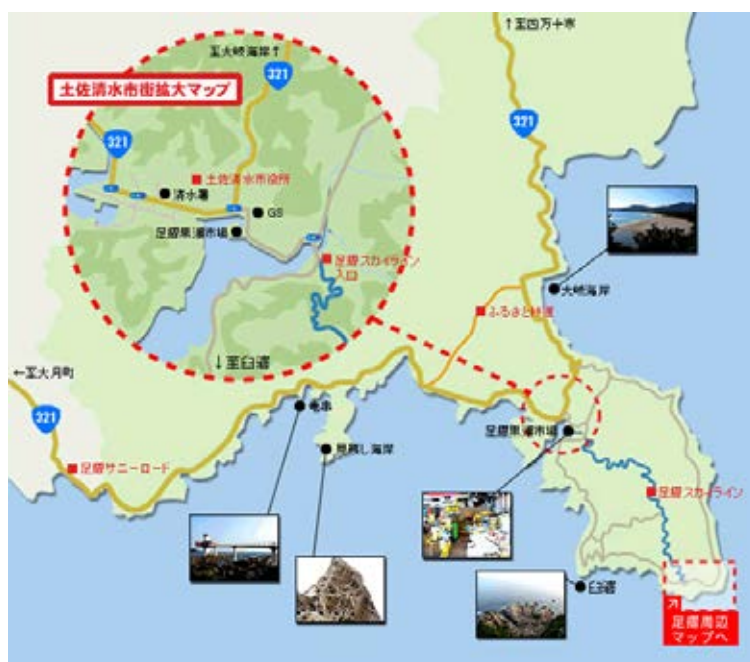 ↑至四万十市
至大岐海岸↑
321
土佐清水市街拡大マップ
321
321
土佐清水市役所
清水署
GS
足摺黒潮市場
足摺スカイライン
入口
大岐海岸
ふるさと林道
↓至臼碆
←至大月町
321
竜串
足摺黒潮市場
見残し海岸
足摺サニーロード
足摺スカイライン
臼碆
足摺周辺
マップへ